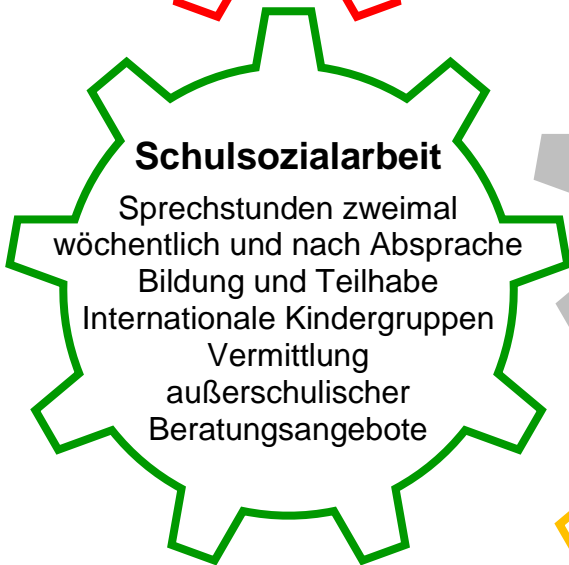 Schulsozialarbeit
Sprechstunden zweimal
wöchentlich und nach Absprache
Bildung und Teilhabe
Internationale Kindergruppen
Vermittlung
außerschulischer
Beratungsangebote